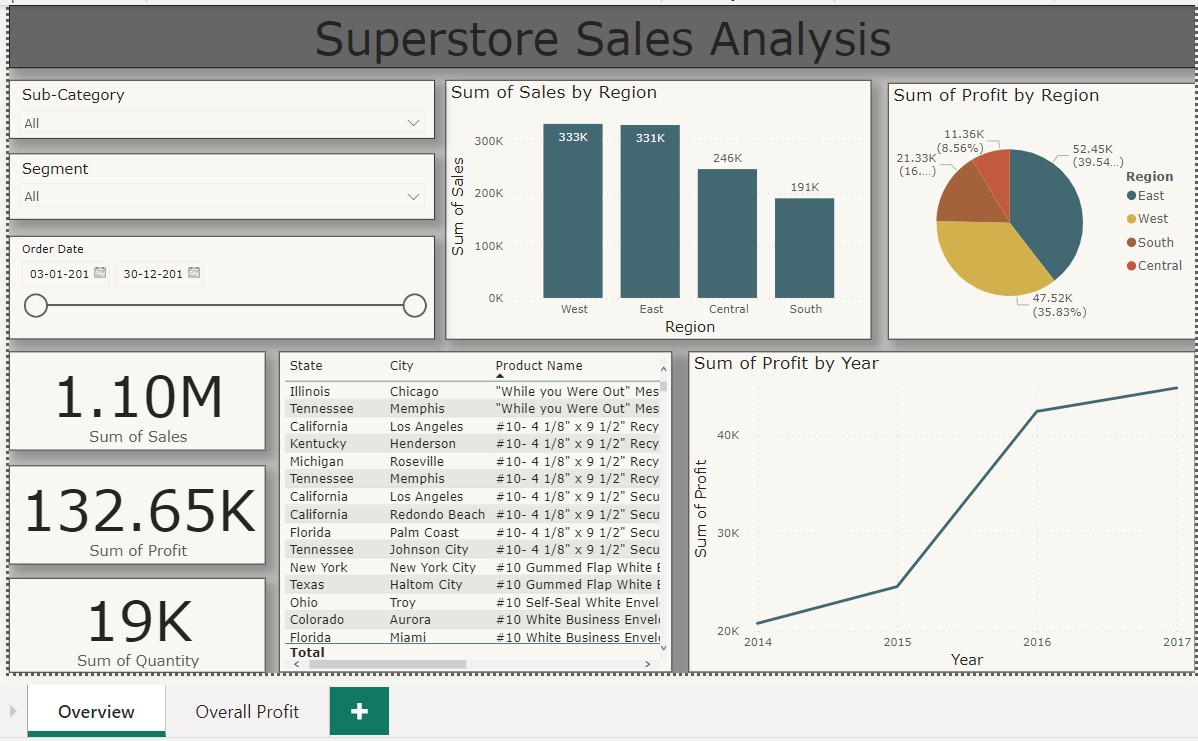 Superstore Sales Analysis
Sub-Category
All
Segment
All
Order Date
03-01-201
30-12-201
Sum of Sales by Region
Sum of Sales
300K
200K
100K
0K
333K
331K
246K
191K
West
East
Central
South
Region
Sum of Profit by Region
11.36K
(8.56%)
21.33K
(16....)
52.45K
(39.54...)
47.52K
(35.83%)
Region
East
West
South
Central
1.10M
Sum of Sales
132.65K
Sum of Profit
19K
Sum of Quantity
State City Product Name
Illinois Chicago "While you Were Out" Mes
Tennessee Memphis "While you Were Out" Mes
California Los Angeles #10- 4 1/8" x 9 1/2" Recy
Kentucky Henderson #10- 4 1/8" x 9 1/2" Recy
Michigan Roseville #10- 4 1/8" x 9 1/2" Recy
Tennessee Memphis #10- 4 1/8" x 9 1/2" Recy
California Los Angeles #10- 4 1/8" x 9 1/2" Secu
California Redondo Beach #10- 4 1/8" x 9 1/2" Secu
Florida Palm Coast #10- 4 1/8" x 9 1/2" Secu
Tennessee Johnson City #10- 4 1/8" x 9 1/2" Secu
New York New York City #10 Gummed Flap White E
Texas Haltom City #10 Gummed Flap White E
Ohio Troy #10 Self-Seal White Envel
Colorado Aurora #10 White Business Envel
Florida Miami #10 White Business Envel
Total
Sum of Profit by Year
Sum of Profit
40K
30K
20K
2014
2015
2016
2017
Year
Overview
Overall Profit
+